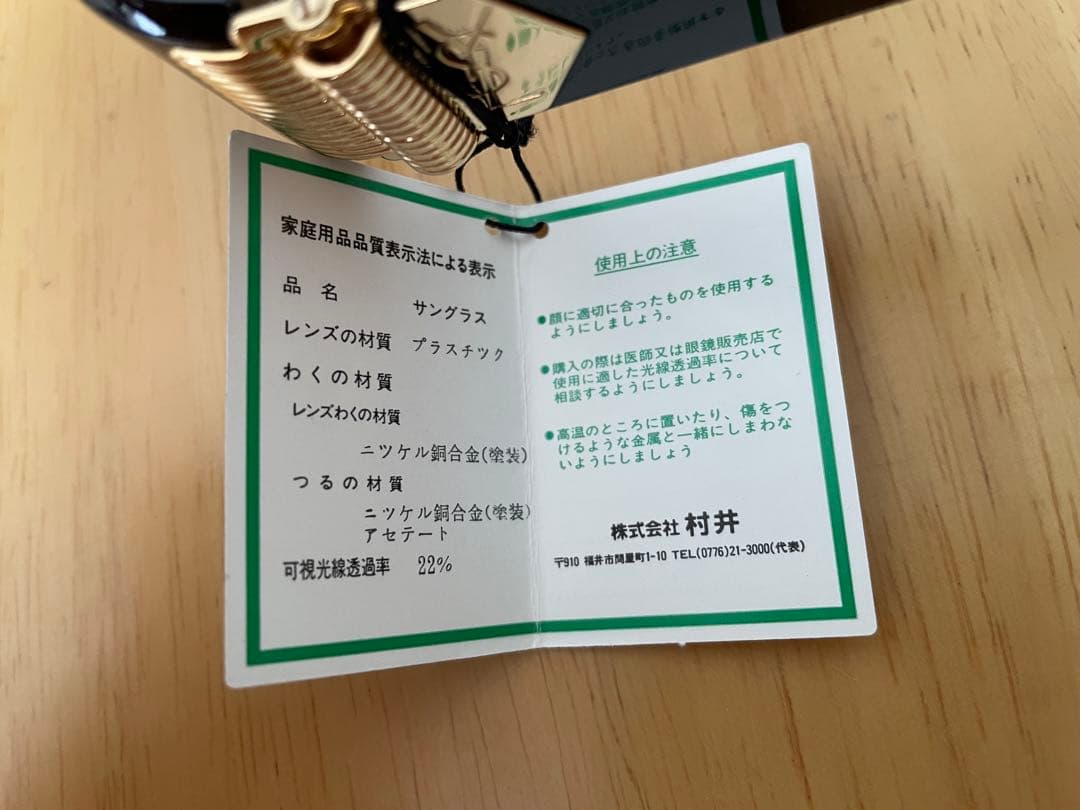 家庭用品品質表示法による表示
品 名 サングラス
レンズの材質 プラスチツク
わくの材質
レンズわくの材質
ニツケル銅合金(塗装)
つるの材質
ニツケル銅合金(塗装)
アセテート
可視光線透過率 22%
使用上の注意
●顔に適切に合ったものを使用する
ようにしましょう。
●購入の際は医師又は眼鏡販売店で
使用に適した光線透過率について
相談するようにしましょう。
●高温のところに置いたり、傷をつ
けるような金属と一緒にしまわな
いようにしましょう
株式会社 村井
〒910 福井市問屋町1-10 TEL(0776)21-3000(代表)